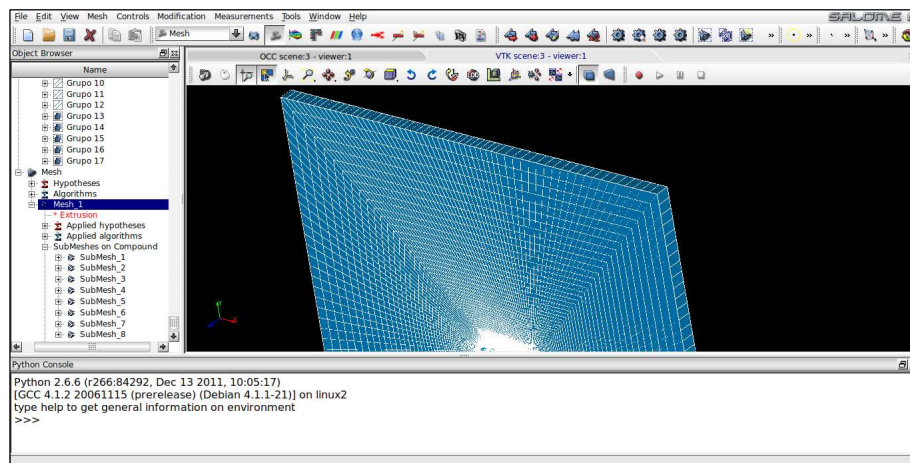 File Edit View Mesh Controls Modification Measurements Tools Window Help
SALOME
Mesh
»
»
»
»
Object Browser
OCC scene:3 - viewer:1
VTK scene:3 - viewer:1
Name
Grupo 10
Grupo 11
Grupo 12
Grupo 13
Grupo 14
Grupo 15
Grupo 16
Grupo 17
Mesh
Hypotheses
Algorithms
Mesh_1
* Extrusion
Applied hypotheses
Applied algorithms
SubMeshes on Compound
SubMesh_1
SubMesh_2
SubMesh_3
SubMesh_4
SubMesh_5
SubMesh_6
SubMesh_7
SubMesh_8
Python Console
Python 2.6.6 (r266:84292, Dec 13 2011, 10:05:17)
[GCC 4.1.2 20061115 (prerelease) (Debian 4.1.1-21)] on linux2
type help to get general information on environment
>>>